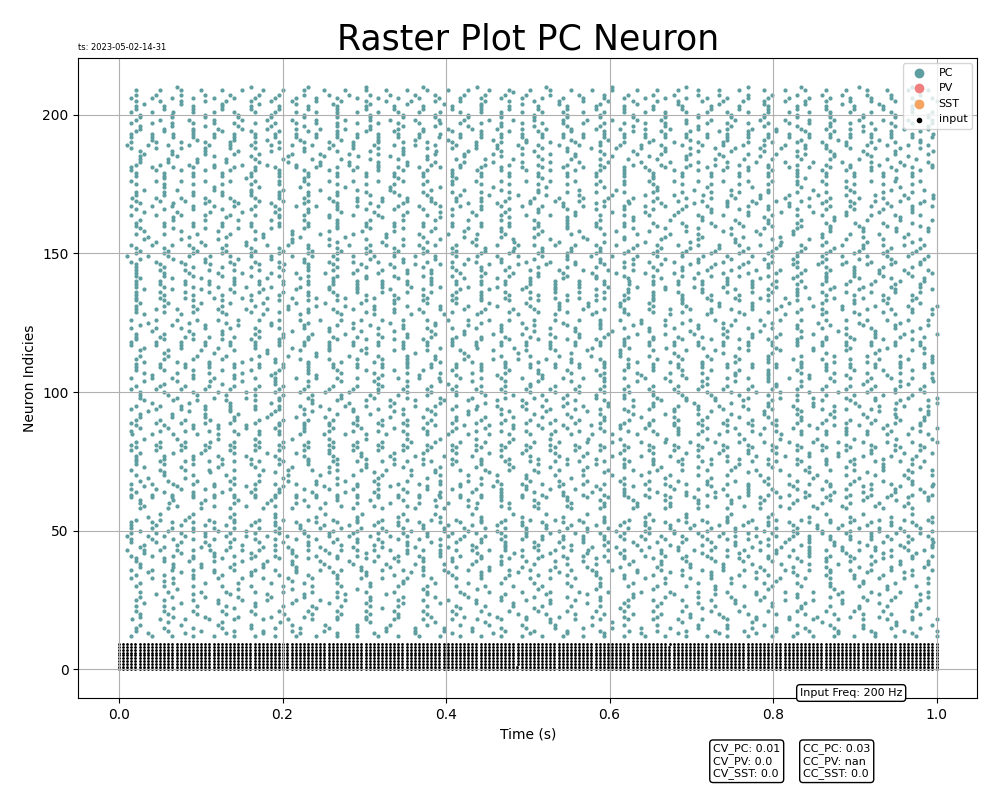 Raster Plot PC Neuron
ts: 2023-05-02-14-31
PC
PV
SST
input
200
150
100
50
0
Neuron Indicies
0.0 0.2 0.4 0.6 0.8 1.0
Time (s)
Input Freq: 200 Hz
CV_PC: 0.01
CV_PV: 0.0
CV_SST: 0.0
CC_PC: 0.03
CC_PV: nan
CC_SST: 0.0